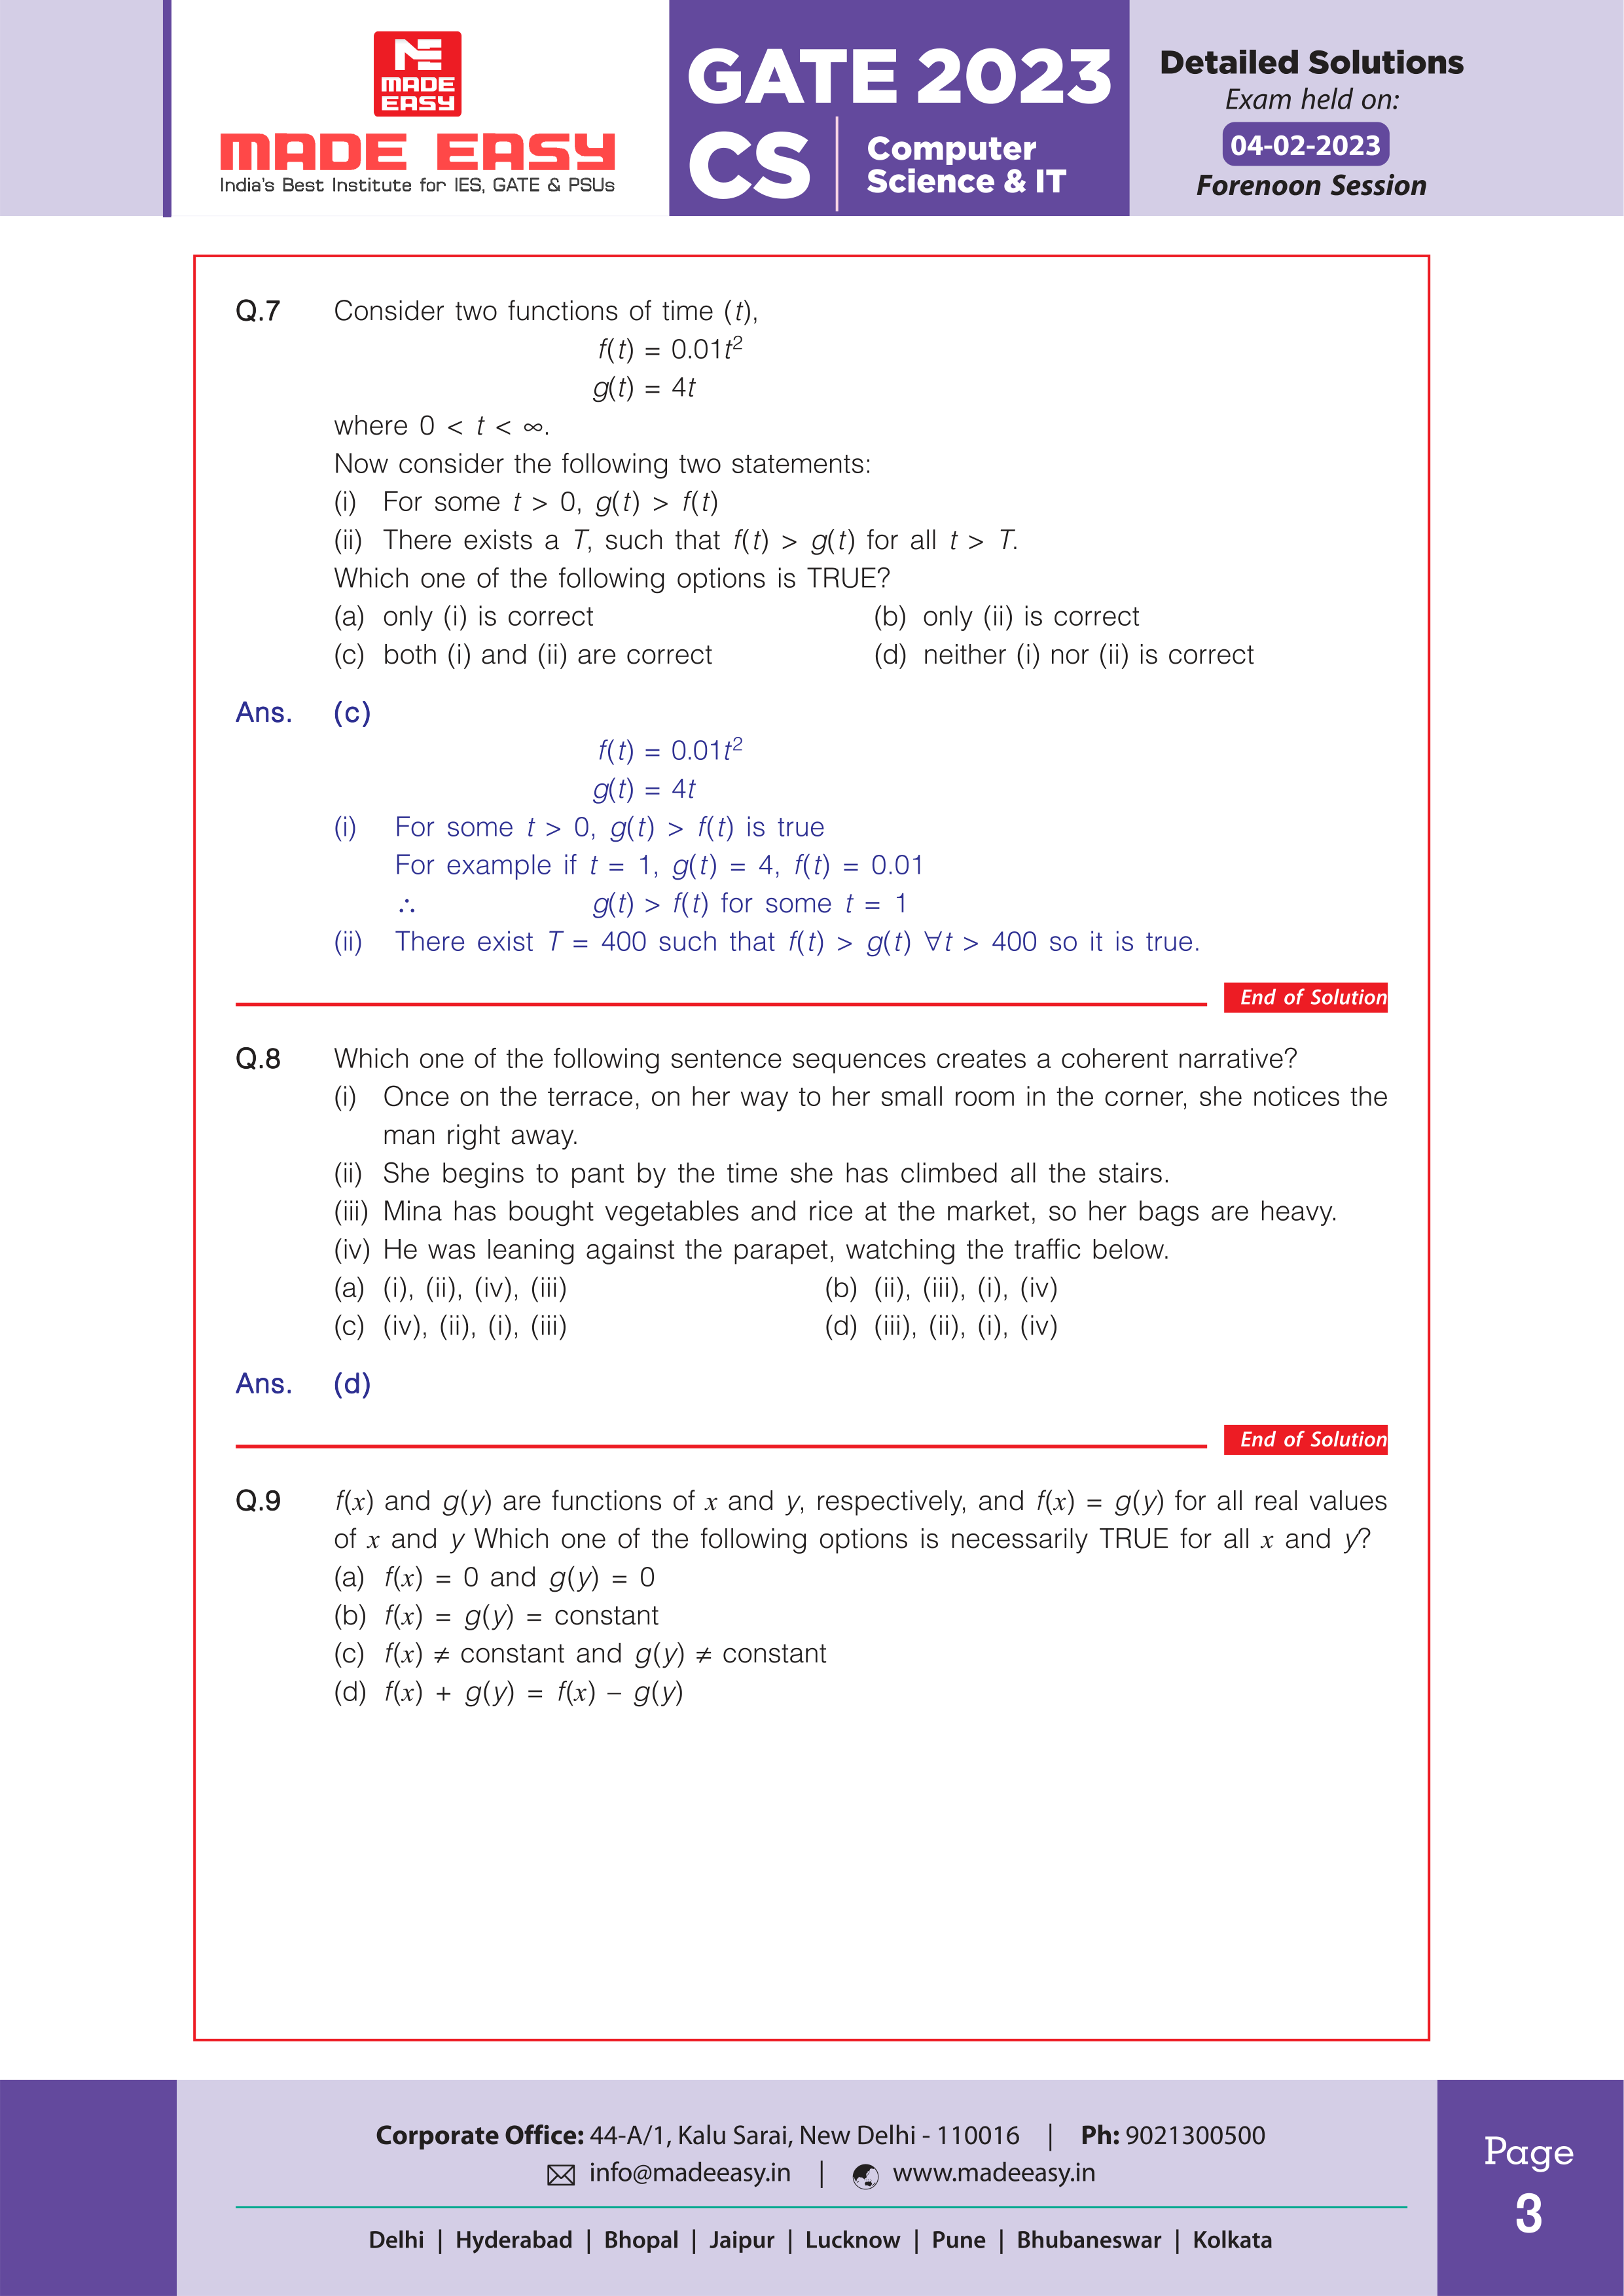 MADE EASY
MADE EASY
India's Best Institute for IES, GATE & PSUs
GATE 2023
CS
Computer Science & IT
Detailed Solutions
Exam held on:
04-02-2023
Forenoon Session
Q.7 Consider two functions of time (t),
f(t) = 0.01t²
g(t) = 4t
where 0 < t < ∞.
Now consider the following two statements:
(i) For some t > 0, g(t) > f(t)
(ii) There exists a T, such that f(t) > g(t) for all t > T.
Which one of the following options is TRUE?
(a) only (i) is correct (b) only (ii) is correct
(c) both (i) and (ii) are correct (d) neither (i) nor (ii) is correct
Ans. (c)
f(t) = 0.01t²
g(t) = 4t
(i) For some t > 0, g(t) > f(t) is true
For example if t = 1, g(t) = 4, f(t) = 0.01
∴ g(t) > f(t) for some t = 1
(ii) There exist T = 400 such that f(t) > g(t) ∀t > 400 so it is true.
End of Solution
Q.8 Which one of the following sentence sequences creates a coherent narrative?
(i) Once on the terrace, on her way to her small room in the corner, she notices the
man right away.
(ii) She begins to pant by the time she has climbed all the stairs.
(iii) Mina has bought vegetables and rice at the market, so her bags are heavy.
(iv) He was leaning against the parapet, watching the traffic below.
(a) (i), (ii), (iv), (iii) (b) (ii), (iii), (i), (iv)
(c) (iv), (ii), (i), (iii) (d) (iii), (ii), (i), (iv)
Ans. (d)
End of Solution
Q.9 f(x) and g(y) are functions of x and y, respectively, and f(x) = g(y) for all real values
of x and y Which one of the following options is necessarily TRUE for all x and y?
(a) f(x) = 0 and g(y) = 0
(b) f(x) = g(y) = constant
(c) f(x) ≠ constant and g(y) ≠ constant
(d) f(x) + g(y) = f(x) – g(y)
Corporate Office: 44-A/1, Kalu Sarai, New Delhi - 110016 | Ph: 9021300500
info@madeeasy.in | www.madeeasy.in
Delhi | Hyderabad | Bhopal | Jaipur | Lucknow | Pune | Bhubaneswar | Kolkata
Page
3